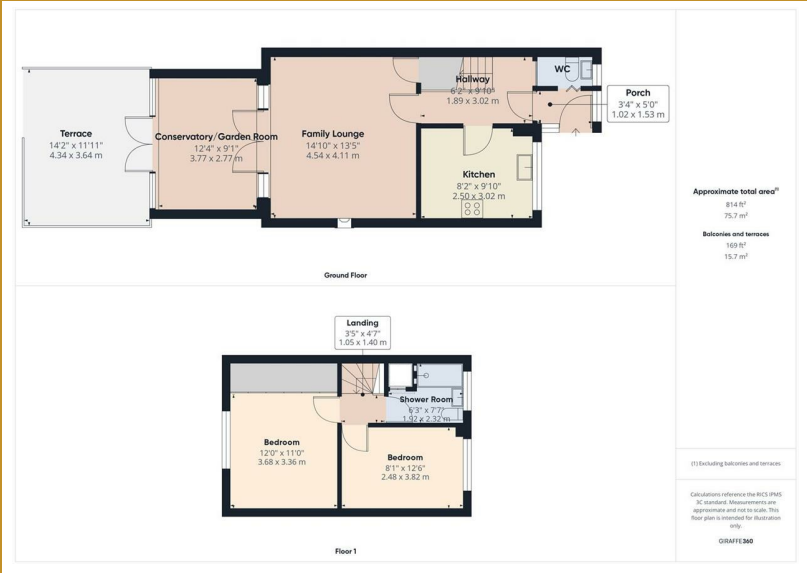 WC
Hallway
6'2" x 9'10"
1.89 x 3.02 m
Porch
3'4" x 5'0"
1.02 x 1.53 m
Terrace
14'2" x 11'11"
4.34 x 3.64 m
Conservatory/Garden Room
12'4" x 9'1"
3.77 x 2.77 m
Family Lounge
14'10" x 13'5"
4.54 x 4.11 m
Kitchen
8'2" x 9'10"
2.50 x 3.02 m
Ground Floor
Landing
3'5" x 4'7"
1.05 x 1.40 m
Shower Room
6'3" x 7'7"
1.92 x 2.32 m
Bedroom
12'0" x 11'0"
3.68 x 3.36 m
Bedroom
8'1" x 12'6"
2.48 x 3.82 m
Floor 1
Approximate total area(1)
814 ft²
75.7 m²
Balconies and terraces
169 ft²
15.7 m²
(1) Excluding balconies and terraces
Calculations reference the RICS IPMS
3C standard. Measurements are
approximate and not to scale. This
floor plan is intended for illustration
only.
GIRAFFE360